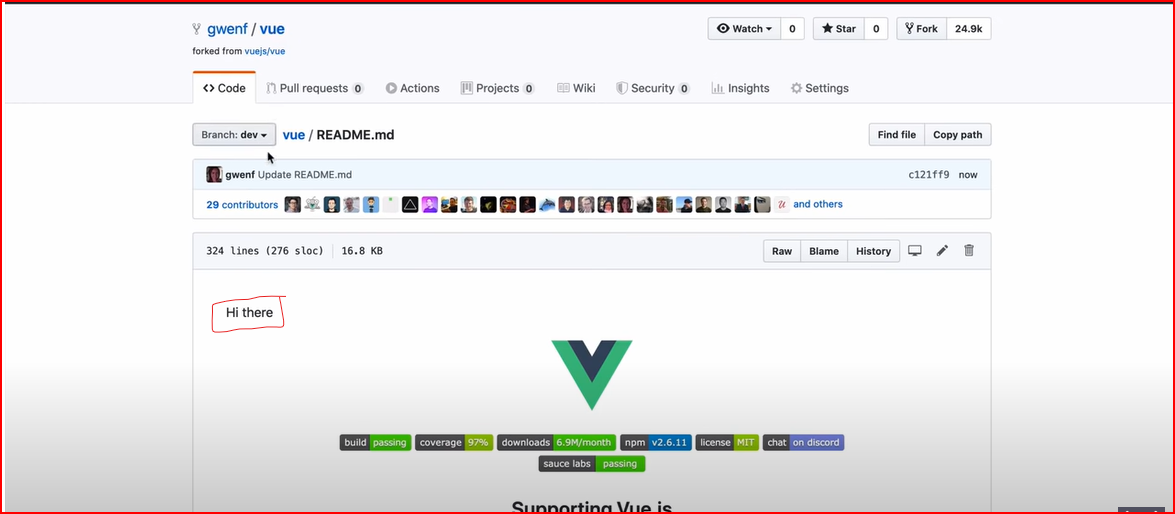 gwenf / vue
Watch 0 Star 0 Fork 24.9k
forked from vuejs/vue
Code Pull requests 0 Actions Projects 0 Wiki Security 0 Insights Settings
Branch: dev vue / README.md Find file Copy path
gwenf Update README.md c121ff9 now
29 contributors and others
324 lines (276 sloc) 16.8 KB Raw Blame History
Hi there
build passing coverage 97% downloads 6.9M/month npm v2.6.11 license MIT chat on discord
sauce labs passing
Supporting Vue.js